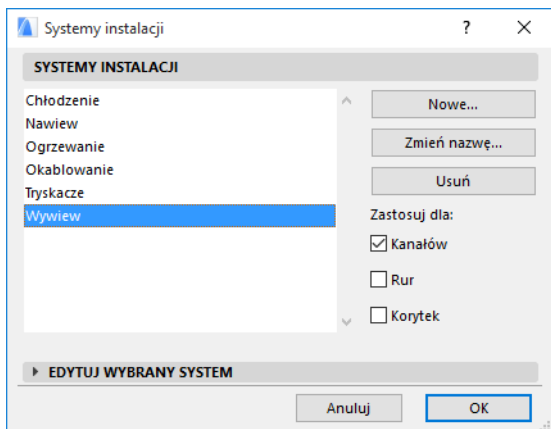 Systemy instalacji
SYSTEMY INSTALACJI
Chłodzenie
Nawiew
Ogrzewanie
Okablowanie
Tryskacze
Wywiew
Nowe...
Zmień nazwę...
Usuń
Zastosuj dla:
Kanałów
Rur
Korytek
EDYTUJ WYBRANY SYSTEM
Anuluj
OK